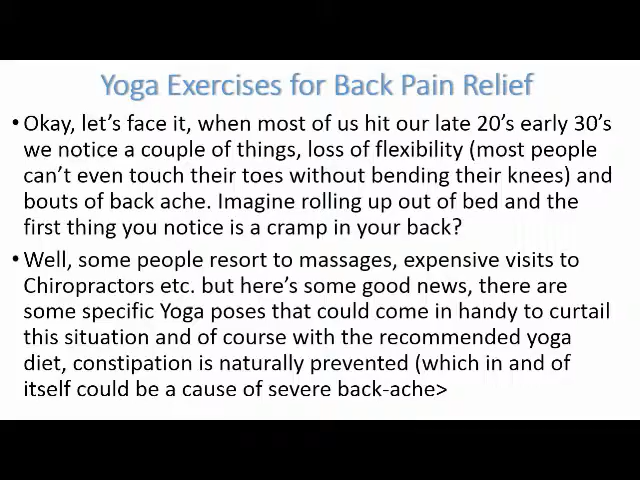 Yoga Exercises for Back Pain Relief
• Okay, let's face it, when most of us hit our late 20's early 30's
we notice a couple of things, loss of flexibility (most people
can't even touch their toes without bending their knees) and
bouts of back ache. Imagine rolling up out of bed and the
first thing you notice is a cramp in your back?
• Well, some people resort to massages, expensive visits to
Chiropractors etc. but here's some good news, there are
some specific Yoga poses that could come in handy to curtail
this situation and of course with the recommended yoga
diet, constipation is naturally prevented (which in and of
itself could be a cause of severe back-ache>